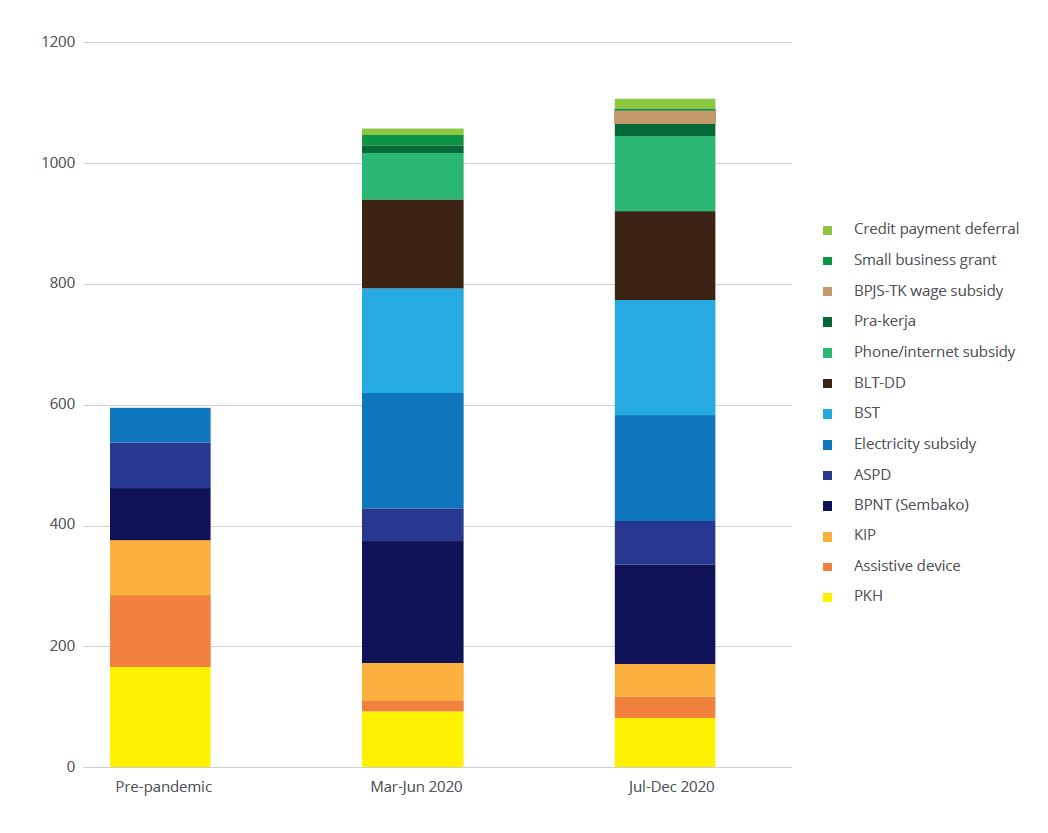 1200
1000
800
600
400
200
0
Pre-pandemic
Mar-Jun 2020
Jul-Dec 2020
Credit payment deferral
Small business grant
BPJS-TK wage subsidy
Pra-kerja
Phone/internet subsidy
BLT-DD
BST
Electricity subsidy
ASPD
BPNT (Sembako)
KIP
Assistive device
PKH